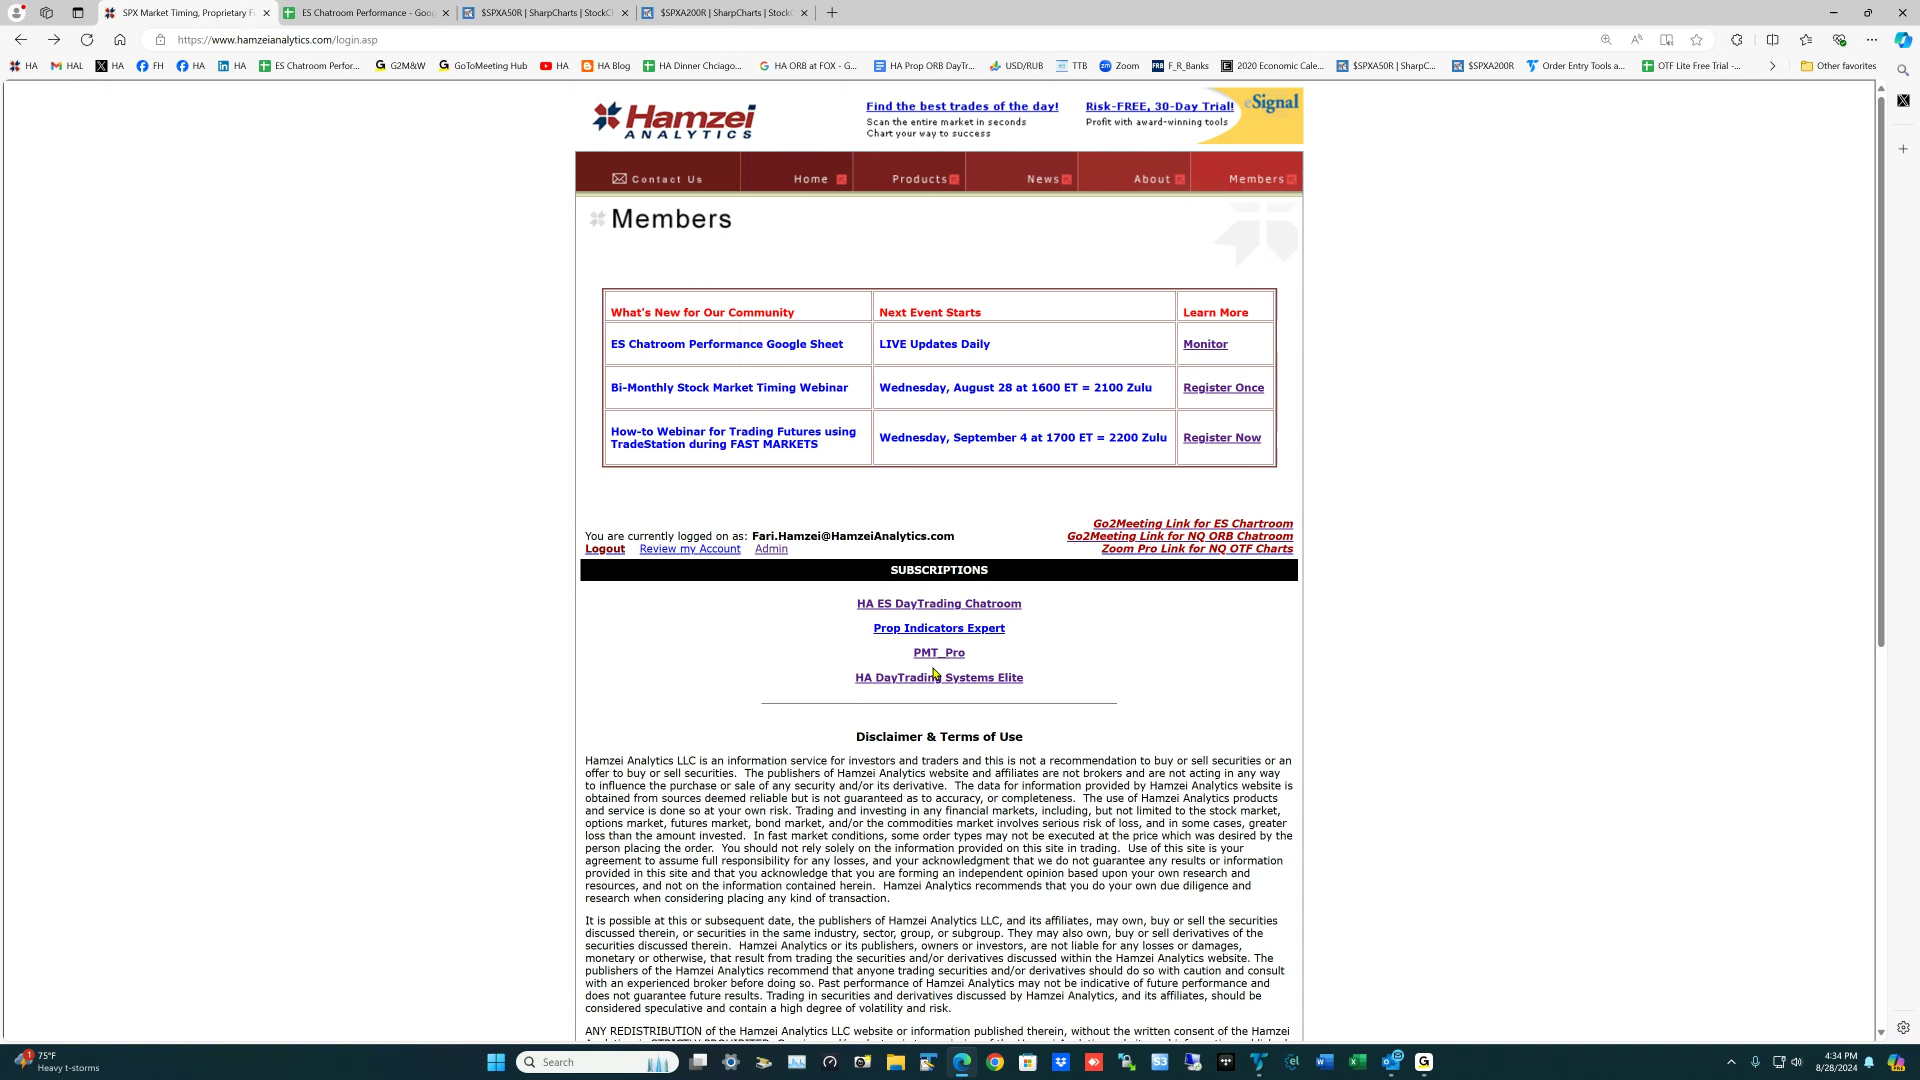 SPX Market Timing, Proprietary F
ES Chatroom Performance - Goo
$SPXA50R | SharpCharts | StockC
$SPXA200R | SharpCharts | StockC
https://www.hamzeianalytics.com/login.asp
HA
HAL
HA
FH
HA
HA
ES Chatroom Perfor...
G2M&W
GoToMeeting Hub
HA
HA Blog
HA Dinner Chciago...
HA ORB at FOX - G...
HA Prop ORB DayTr...
USD/RUB
TTB
Zoom
F_R_Banks
2020 Economic Cale...
$SPXA50R | SharpC...
$SPXA200R
Order Entry Tools a...
OTF Lite Free Trial -...
Other favorites
Hamzei
ANALYTICS
Find the best trades of the day!
Scan the entire market in seconds
Chart your way to success
Risk-FREE, 30-Day Trial!
Profit with award-winning tools
eSignal
Contact Us
Home
Products
News
About
Members
Members
What's New for Our Community
Next Event Starts
Learn More
ES Chatroom Performance Google Sheet
LIVE Updates Daily
Monitor
Bi-Monthly Stock Market Timing Webinar
Wednesday, August 28 at 1600 ET = 2100 Zulu
Register Once
How-to Webinar for Trading Futures using
TradeStation during FAST MARKETS
Wednesday, September 4 at 1700 ET = 2200 Zulu
Register Now
Go2Meeting Link for ES Chartroom
You are currently logged on as: Fari.Hamzei@HamzeiAnalytics.com
Go2Meeting Link for NQ ORB Chatroom
Logout Review my Account Admin
Zoom Pro Link for NQ OTF Charts
SUBSCRIPTIONS
HA ES DayTrading Chatroom
Prop Indicators Expert
PMT_Pro
HA DayTrading Systems Elite
Disclaimer & Terms of Use
Hamzei Analytics LLC is an information service for investors and traders and this is not a recommendation to buy or sell securities or an
offer to buy or sell securities. The publishers of Hamzei Analytics website and affiliates are not brokers and are not acting in any way
to influence the purchase or sale of any security and/or its derivative. The data for information provided by Hamzei Analytics website is
obtained from sources deemed reliable but is not guaranteed as to accuracy, or completeness. The use of Hamzei Analytics products
and service is done so at your own risk. Trading and investing in any financial markets, including, but not limited to the stock market,
options market, futures market, bond market, and/or the commodities market involves serious risk of loss, and in some cases, greater
loss than the amount invested. In fast market conditions, some order types may not be executed at the price which was desired by the
person placing the order. You should not rely solely on the information provided on this site in trading. Use of this site is your
agreement to assume full responsibility for any losses, and your acknowledgment that we do not guarantee any results or information
provided in this site and that you acknowledge that you are forming an independent opinion based upon your own research and
resources, and not on the information contained herein. Hamzei Analytics recommends that you do your own due diligence and
research when considering placing any kind of transaction.
It is possible at this or subsequent date, the publishers of Hamzei Analytics LLC, and its affiliates, may own, buy or sell the securities
discussed therein, or securities in the same industry, sector, group, or subgroup. They may also own, buy or sell derivatives of the
securities discussed therein. Hamzei Analytics or its publishers, owners or investors, are not liable for any losses or damages,
monetary or otherwise, that result from trading the securities and/or derivatives discussed within the Hamzei Analytics website. The
publishers of the Hamzei Analytics recommend that anyone trading securities and/or derivatives should do so with caution and consult
with an experienced broker before doing so. Past performance of Hamzei Analytics may not be indicative of future performance and
does not guarantee future results. Trading in securities and derivatives discussed by Hamzei Analytics, and its affiliates, should be
considered speculative and contain a high degree of volatility and risk.
ANY REDISTRIBUTION of the Hamzei Analytics LLC website or information published therein, without the written consent of the Hamzei
75°F
Heavy t-storms
Search
4:34 PM
8/28/2024